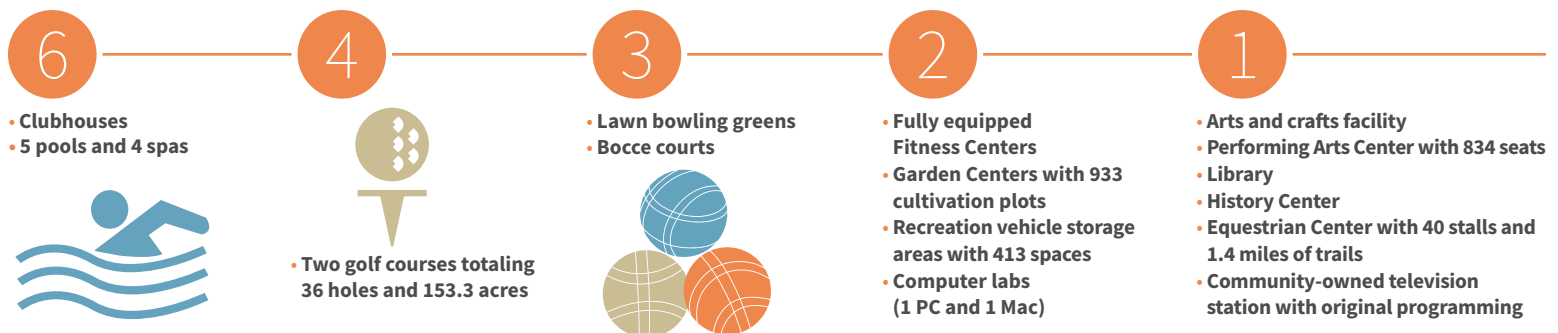 6
• Clubhouses
• 5 pools and 4 spas
4
• Two golf courses totaling
36 holes and 153.3 acres
3
• Lawn bowling greens
• Bocce courts
2
• Fully equipped
Fitness Centers
• Garden Centers with 933
cultivation plots
• Recreation vehicle storage
areas with 413 spaces
• Computer labs
(1 PC and 1 Mac)
1
• Arts and crafts facility
• Performing Arts Center with 834 seats
• Library
• History Center
• Equestrian Center with 40 stalls and
1.4 miles of trails
• Community-owned television
station with original programming